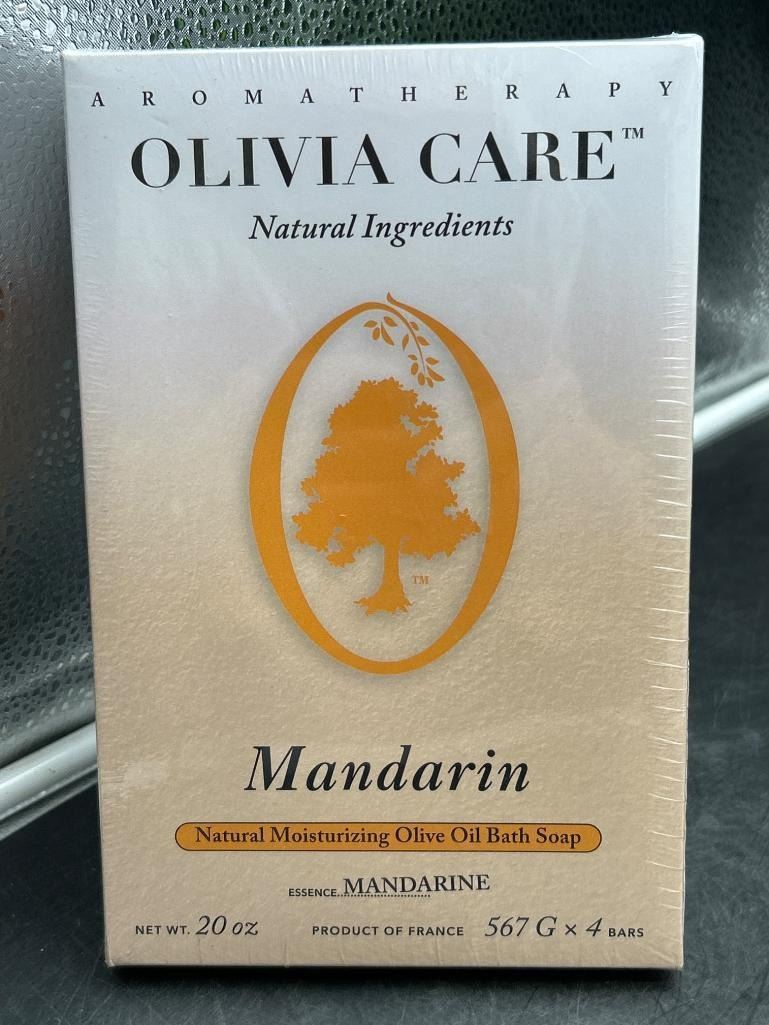 AROMATHERAPY
OLIVIA CARE™
Natural Ingredients
TM
Mandarin
Natural Moisturizing Olive Oil Bath Soap
ESSENCE MANDARINE
NET WT. 20 oz PRODUCT OF FRANCE 567 G × 4 BARS